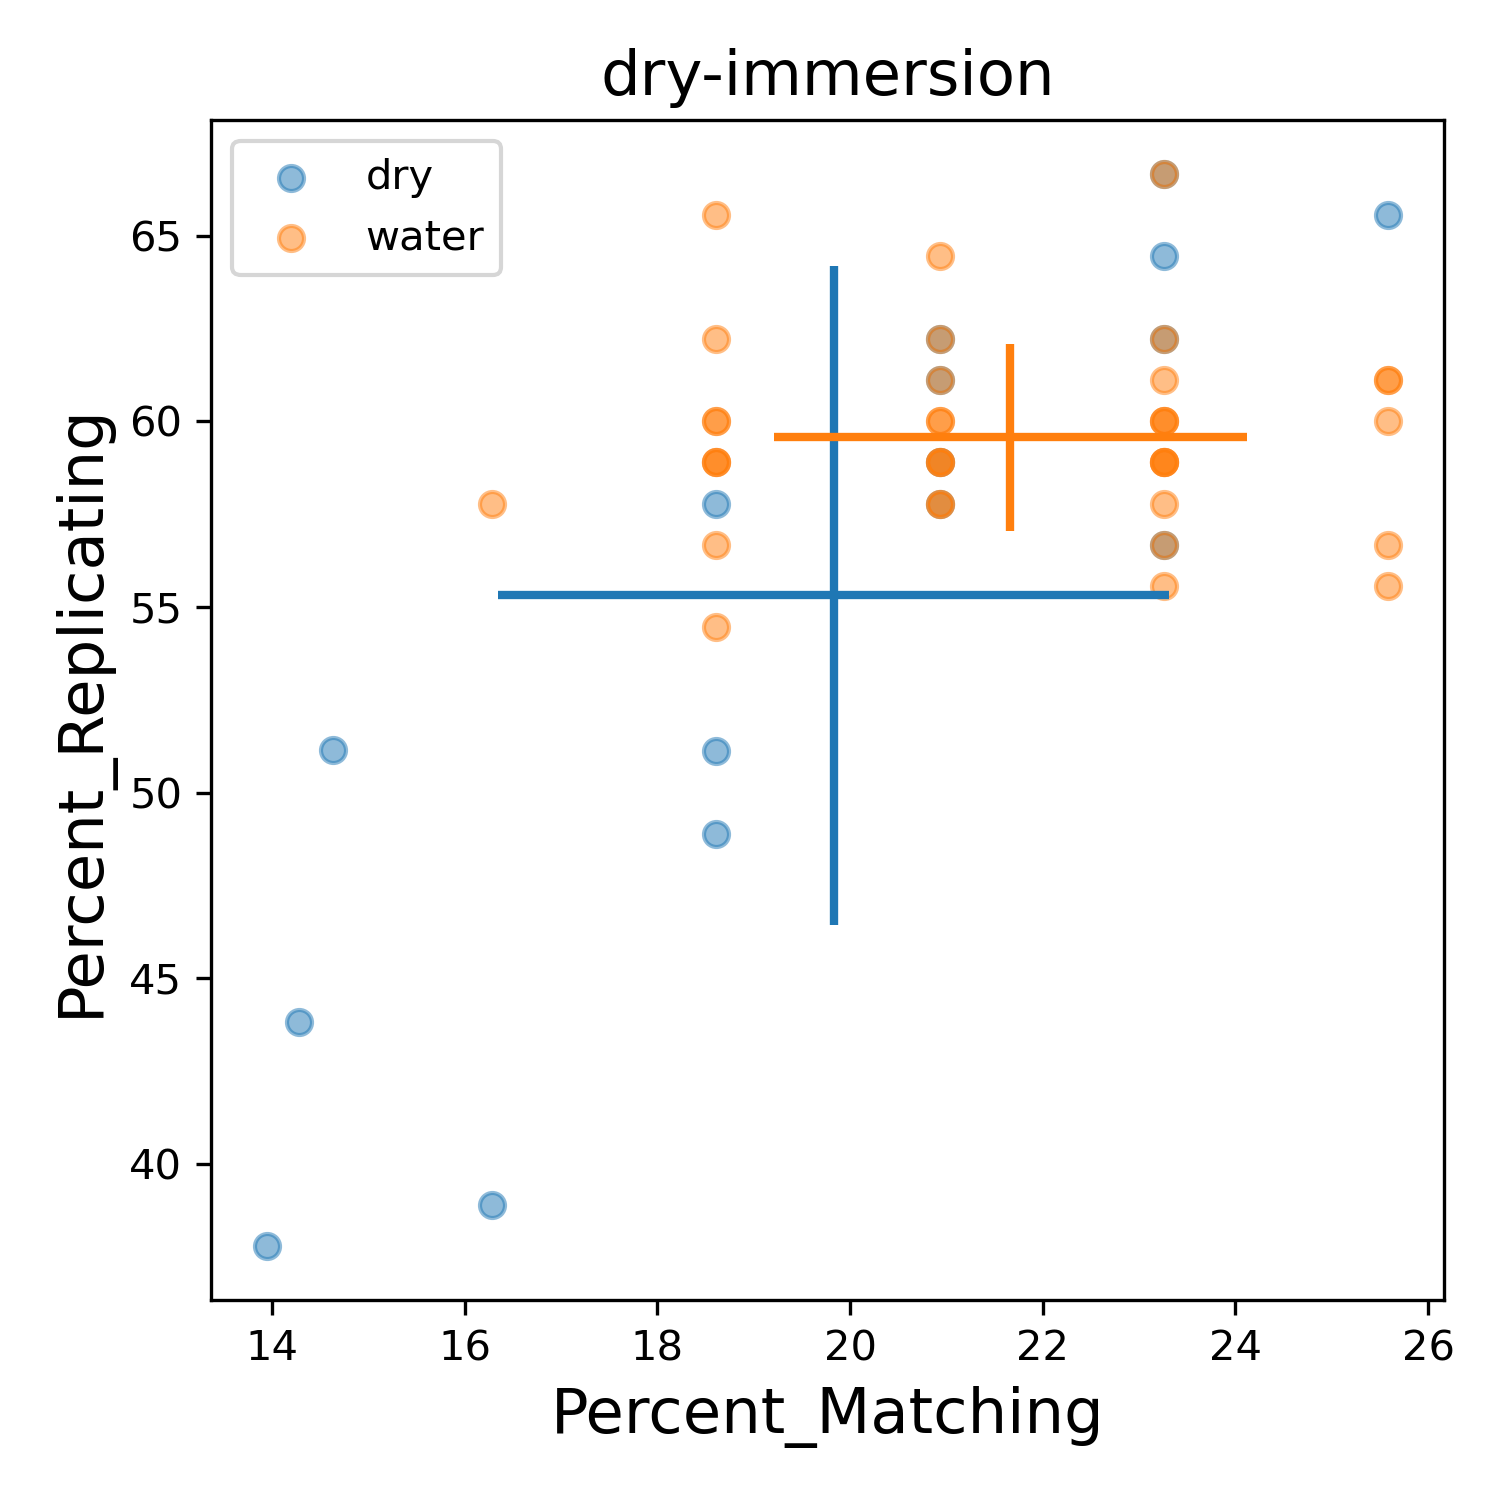 dry-immersion
dry
water
65
60
55
50
45
40
Percent_Replicating
14 16 18 20 22 24 26
Percent_Matching